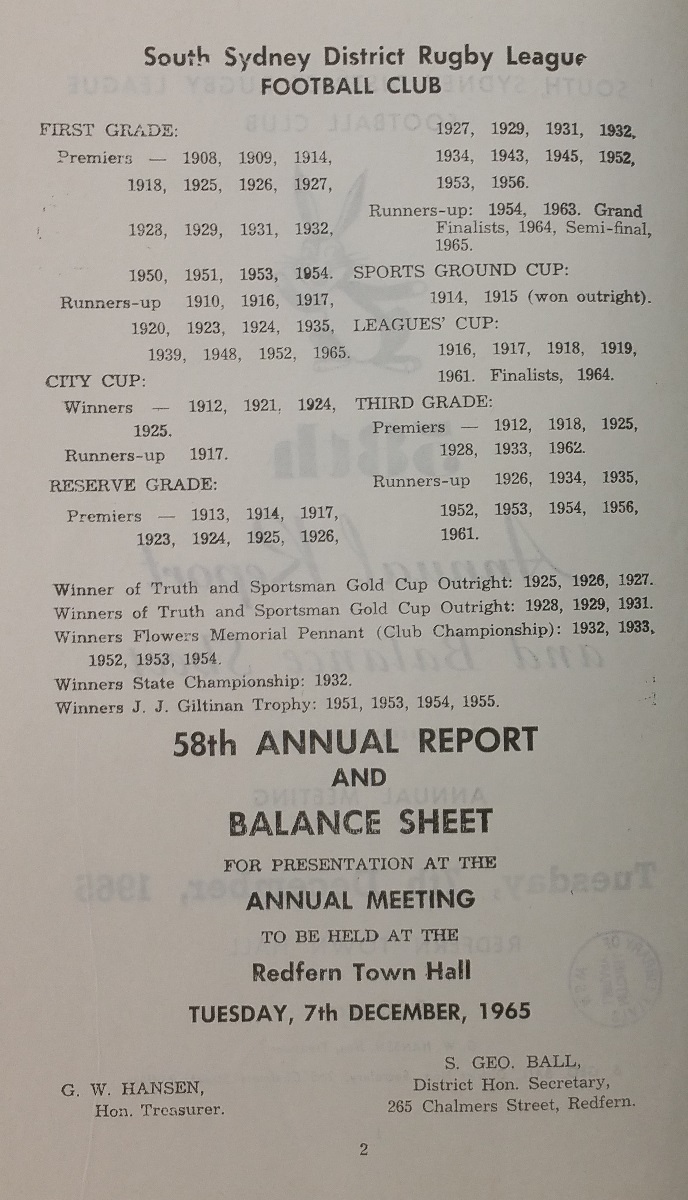 South Sydney District Rugby League
FOOTBALL CLUB
FIRST GRADE:
Premiers — 1908, 1909, 1914,
1918, 1925, 1926, 1927,
1928, 1929, 1931, 1932,
1950, 1951, 1953, 1954.
Runners-up 1910, 1916, 1917,
1920, 1923, 1924, 1935,
1939, 1948, 1952, 1965.
CITY CUP:
Winners — 1912, 1921, 1924,
1925.
Runners-up 1917.
RESERVE GRADE:
Premiers — 1913, 1914, 1917,
1923, 1924, 1925, 1926,
1927, 1929, 1931, 1932,
1934, 1943, 1945, 1952,
1953, 1956.
Runners-up: 1954, 1963. Grand
Finalists, 1964, Semi-final,
1965.
SPORTS GROUND CUP:
1914, 1915 (won outright).
LEAGUES' CUP:
1916, 1917, 1918, 1919,
1961. Finalists, 1964.
THIRD GRADE:
Premiers — 1912, 1918, 1925,
1928, 1933, 1962.
Runners-up 1926, 1934, 1935,
1952, 1953, 1954, 1956,
1961.
Winner of Truth and Sportsman Gold Cup Outright: 1925, 1926, 1927.
Winners of Truth and Sportsman Gold Cup Outright: 1928, 1929, 1931.
Winners Flowers Memorial Pennant (Club Championship): 1932, 1933,
1952, 1953, 1954.
Winners State Championship: 1932.
Winners J. J. Giltinan Trophy: 1951, 1953, 1954, 1955.
58th ANNUAL REPORT
AND
BALANCE SHEET
FOR PRESENTATION AT THE
ANNUAL MEETING
TO BE HELD AT THE
Redfern Town Hall
TUESDAY, 7th DECEMBER, 1965
G. W. HANSEN,
Hon. Treasurer.
S. GEO. BALL,
District Hon. Secretary,
265 Chalmers Street, Redfern.
2